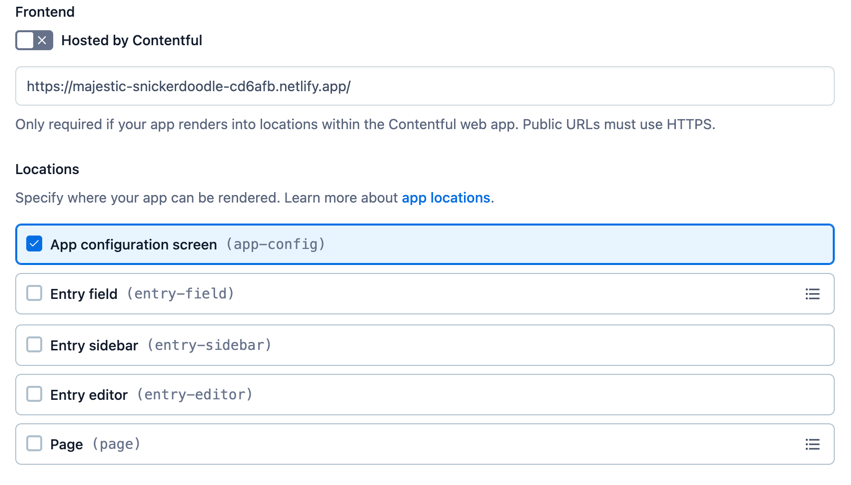 Frontend
Hosted by Contentful
https://majestic-snickerdoodle-cd6afb.netlify.app/
Only required if your app renders into locations within the Contentful web app. Public URLs must use HTTPS.
Locations
Specify where your app can be rendered. Learn more about app locations.
App configuration screen (app-config)
Entry field (entry-field)
Entry sidebar (entry-sidebar)
Entry editor (entry-editor)
Page (page)